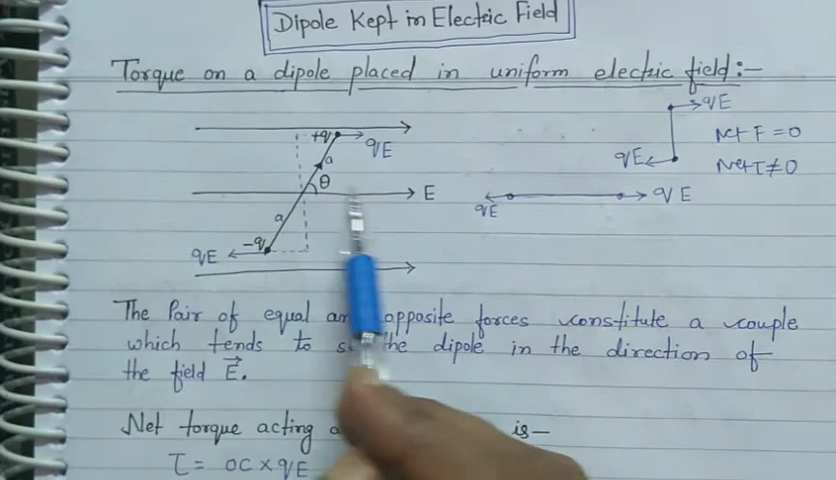 Dipole Kept in Electric Field
Torque on a dipole placed in uniform electric field:-
+q qE
a
θ
E
a
-q
qE
qE
qE
Net F = 0
Net τ ≠ 0
qE qE
The Pair of equal an opposite forces constitute a couple
which tends to the dipole in the direction of
the field E⃗.
Net torque acting is—
τ = OC × qE